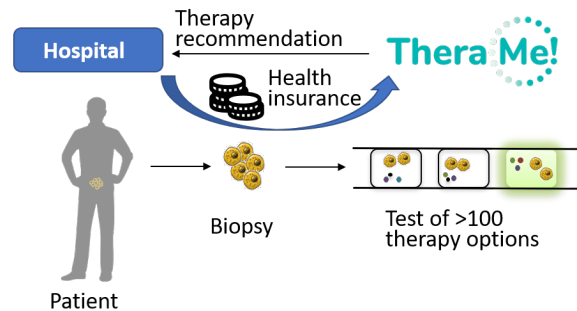 Therapy
recommendation
Hospital
TheraMe!
Health
insurance
Biopsy
Test of >100
therapy options
Patient